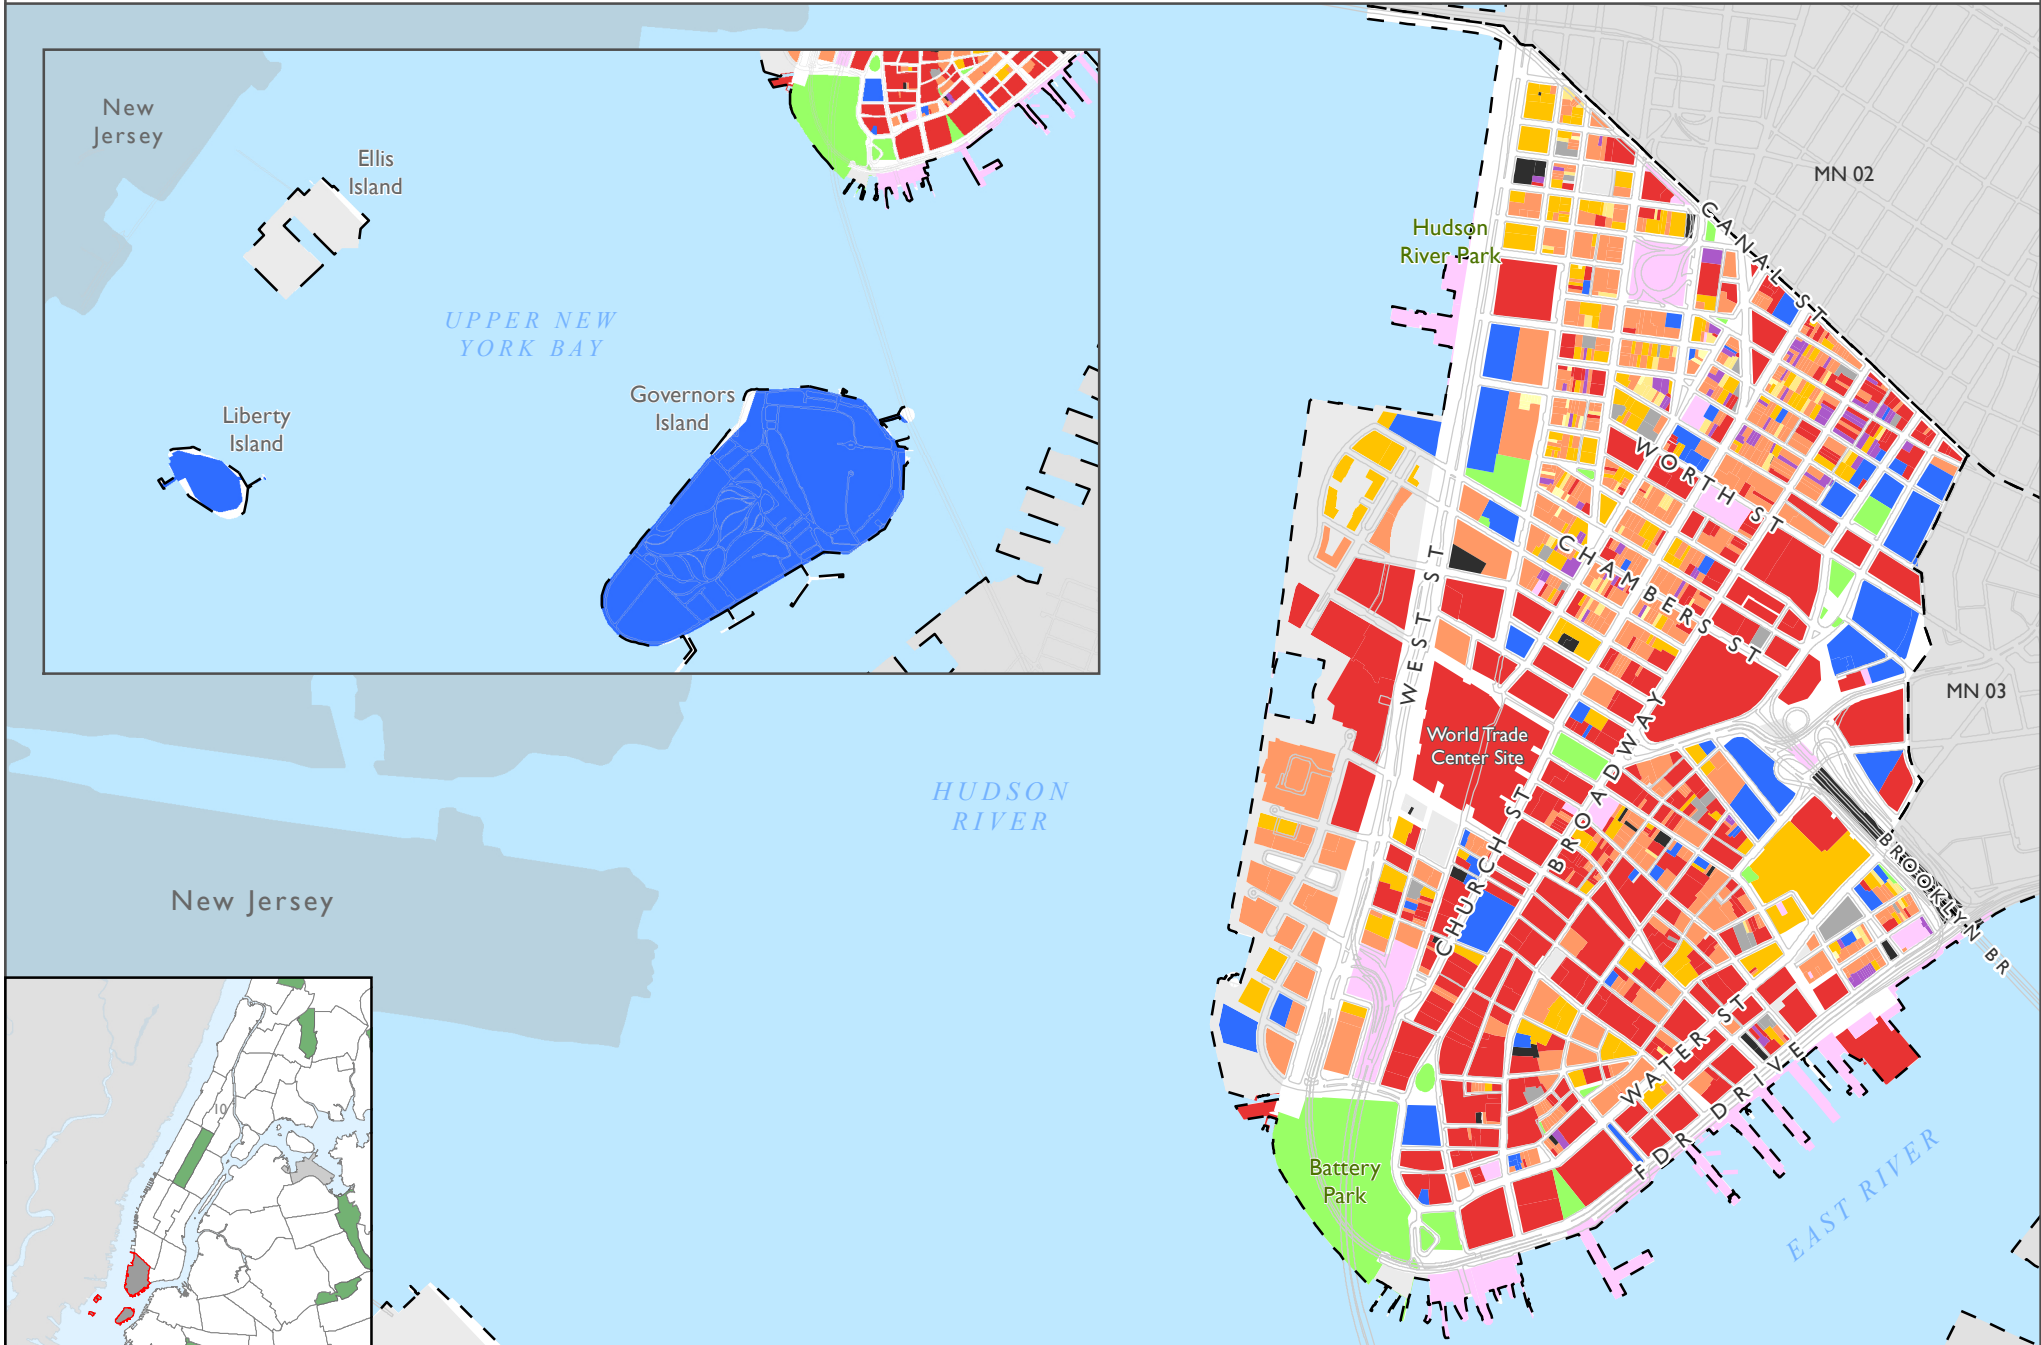 New
Jersey
Ellis
Island
UPPER NEW
YORK BAY
Governors
Island
Liberty
Island
MN 02
CANAL ST
Hudson
River Park
WORTH ST
CHAMBERS ST
WEST ST
MN 03
World Trade
Center Site
BROADWAY
CHURCH ST
HUDSON
RIVER
BROOKLYN BR
New Jersey
WATER ST
FDR DRIVE
Battery
Park
EAST RIVER
10